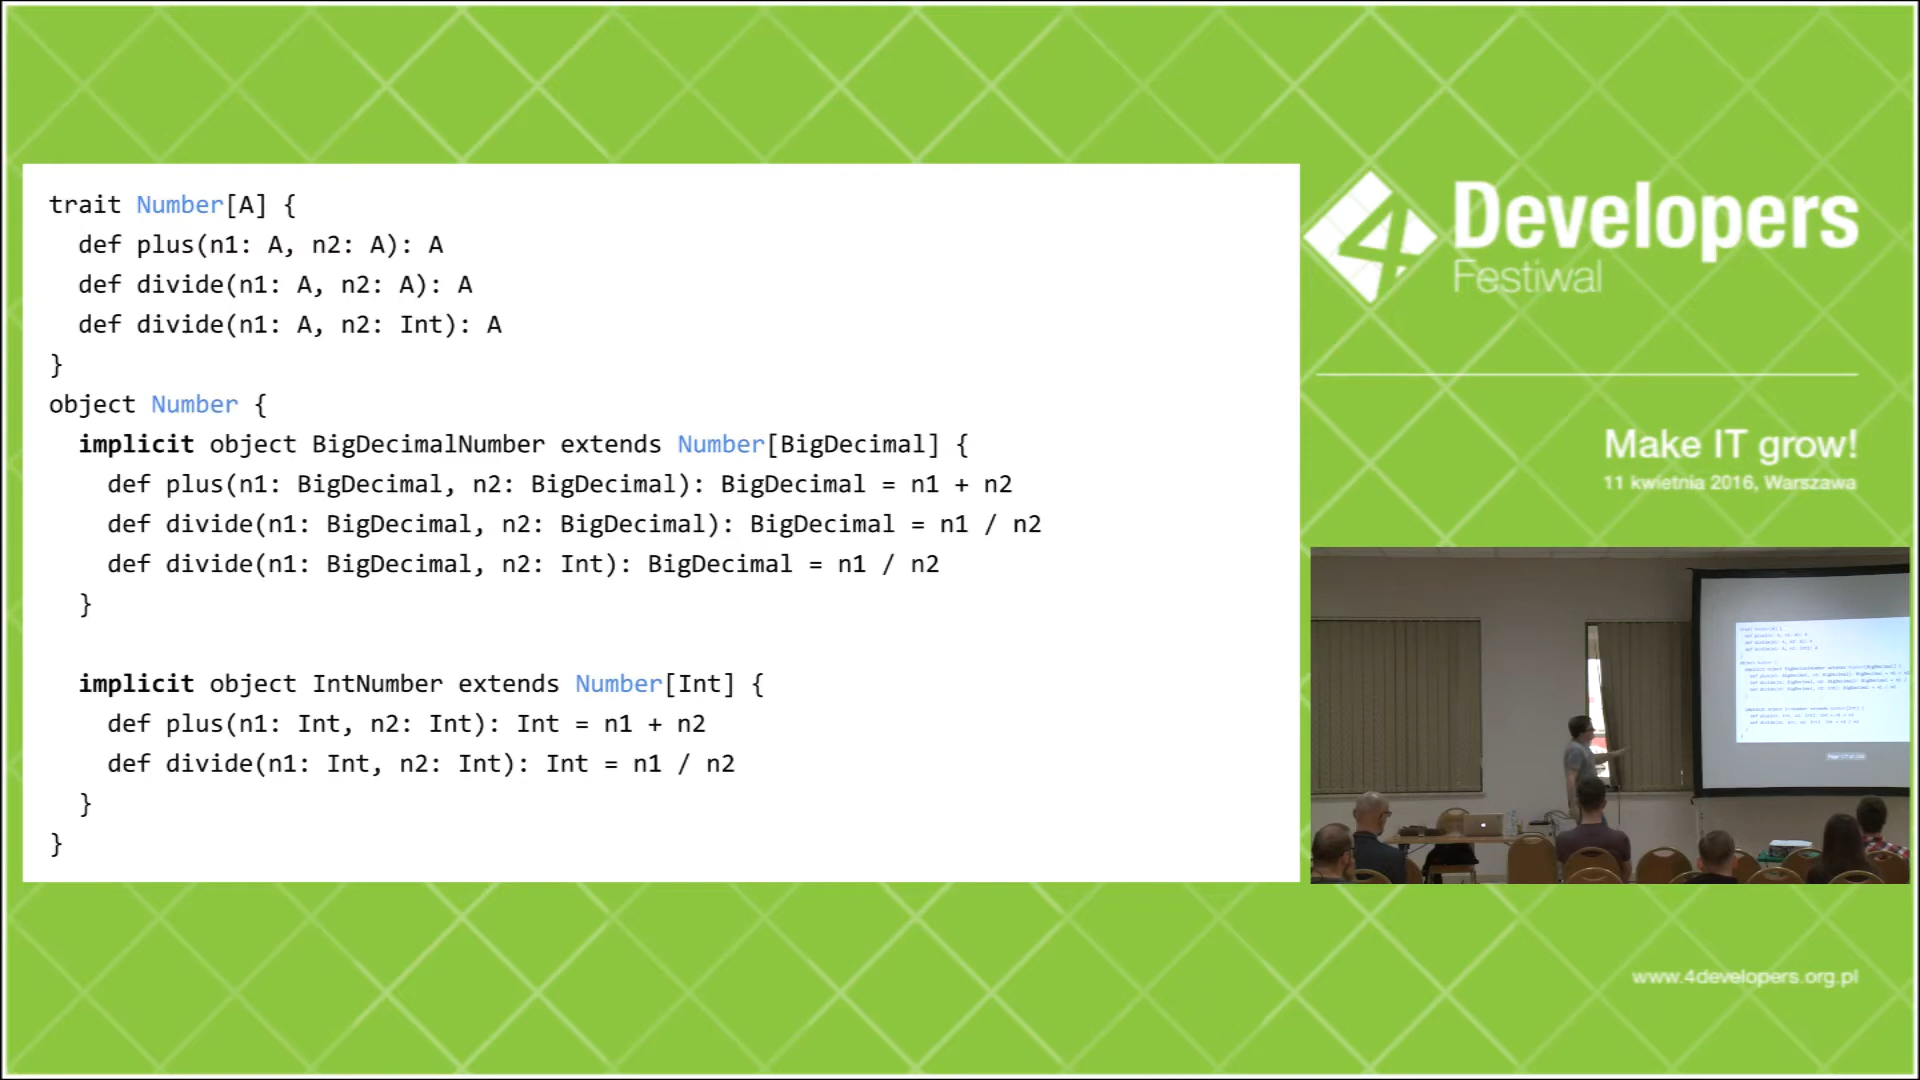 trait Number[A] {
  def plus(n1: A, n2: A): A
  def divide(n1: A, n2: A): A
  def divide(n1: A, n2: Int): A
}
object Number {
  implicit object BigDecimalNumber extends Number[BigDecimal] {
    def plus(n1: BigDecimal, n2: BigDecimal): BigDecimal = n1 + n2
    def divide(n1: BigDecimal, n2: BigDecimal): BigDecimal = n1 / n2
    def divide(n1: BigDecimal, n2: Int): BigDecimal = n1 / n2
  }
  implicit object IntNumber extends Number[Int] {
    def plus(n1: Int, n2: Int): Int = n1 + n2
    def divide(n1: Int, n2: Int): Int = n1 / n2
  }
}
4 Developers
Festiwal
Make IT grow!
11 kwietnia 2016, Warszawa
www.4developers.org.pl